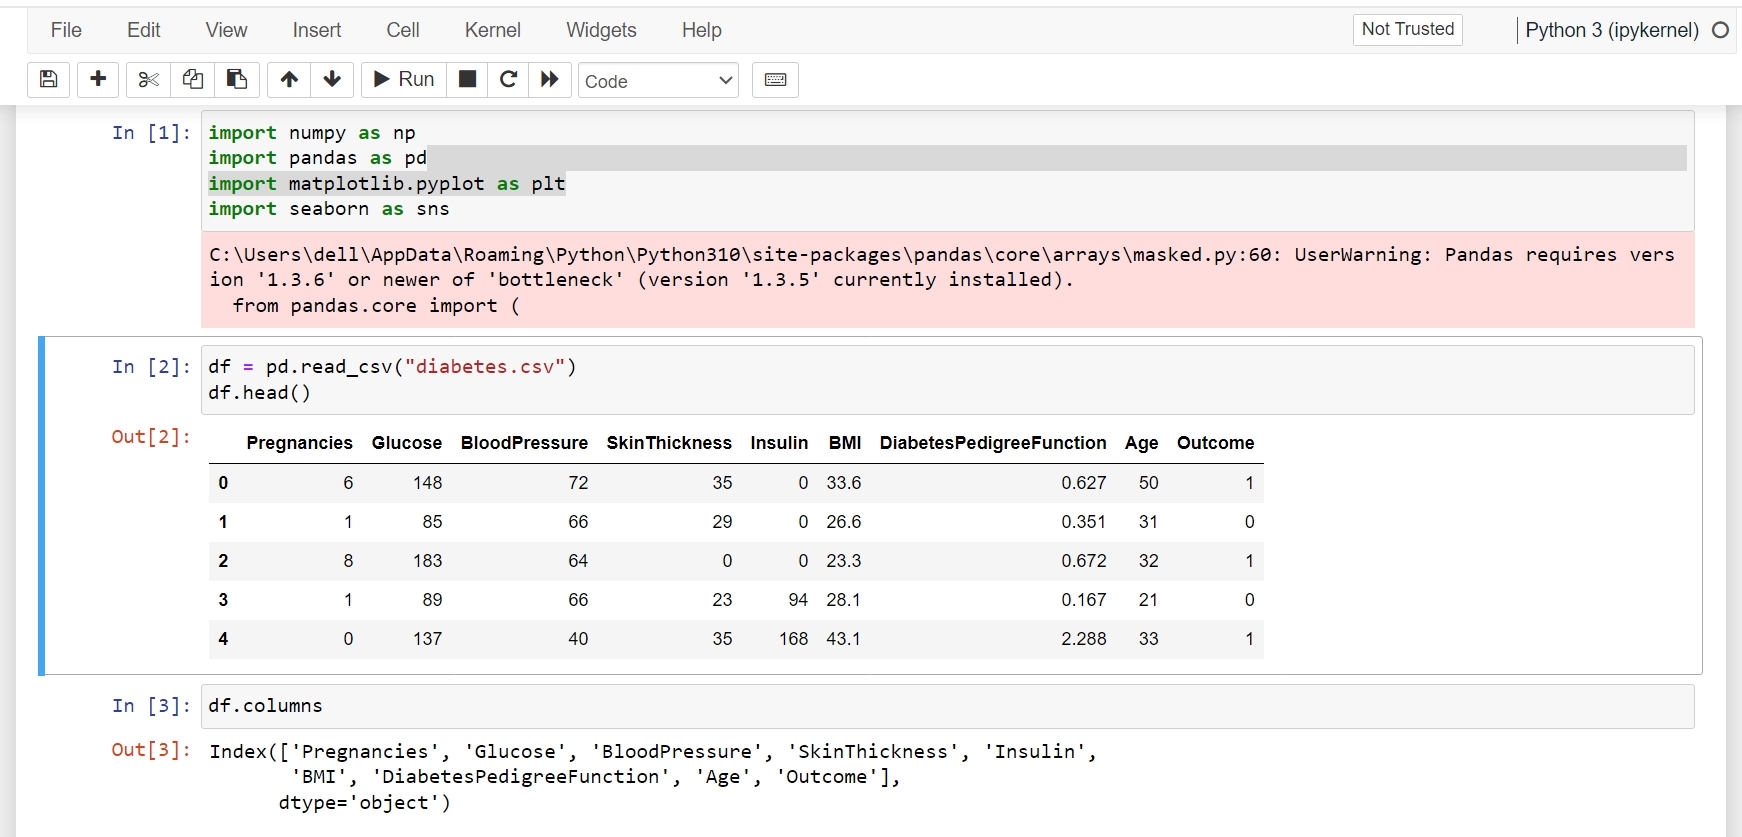 File Edit View Insert Cell Kernel Widgets Help Not Trusted Python 3 (ipykernel)
Run Code
In [1]: import numpy as np
import pandas as pd
import matplotlib.pyplot as plt
import seaborn as sns
C:\Users\dell\AppData\Roaming\Python\Python310\site-packages\pandas\core\arrays\masked.py:60: UserWarning: Pandas requires vers
ion '1.3.6' or newer of 'bottleneck' (version '1.3.5' currently installed).
  from pandas.core import (
In [2]: df = pd.read_csv("diabetes.csv")
df.head()
Out[2]: Pregnancies Glucose BloodPressure SkinThickness Insulin BMI DiabetesPedigreeFunction Age Outcome
0 6 148 72 35 0 33.6 0.627 50 1
1 1 85 66 29 0 26.6 0.351 31 0
2 8 183 64 0 0 23.3 0.672 32 1
3 1 89 66 23 94 28.1 0.167 21 0
4 0 137 40 35 168 43.1 2.288 33 1
In [3]: df.columns
Out[3]: Index(['Pregnancies', 'Glucose', 'BloodPressure', 'SkinThickness', 'Insulin',
       'BMI', 'DiabetesPedigreeFunction', 'Age', 'Outcome'],
      dtype='object')